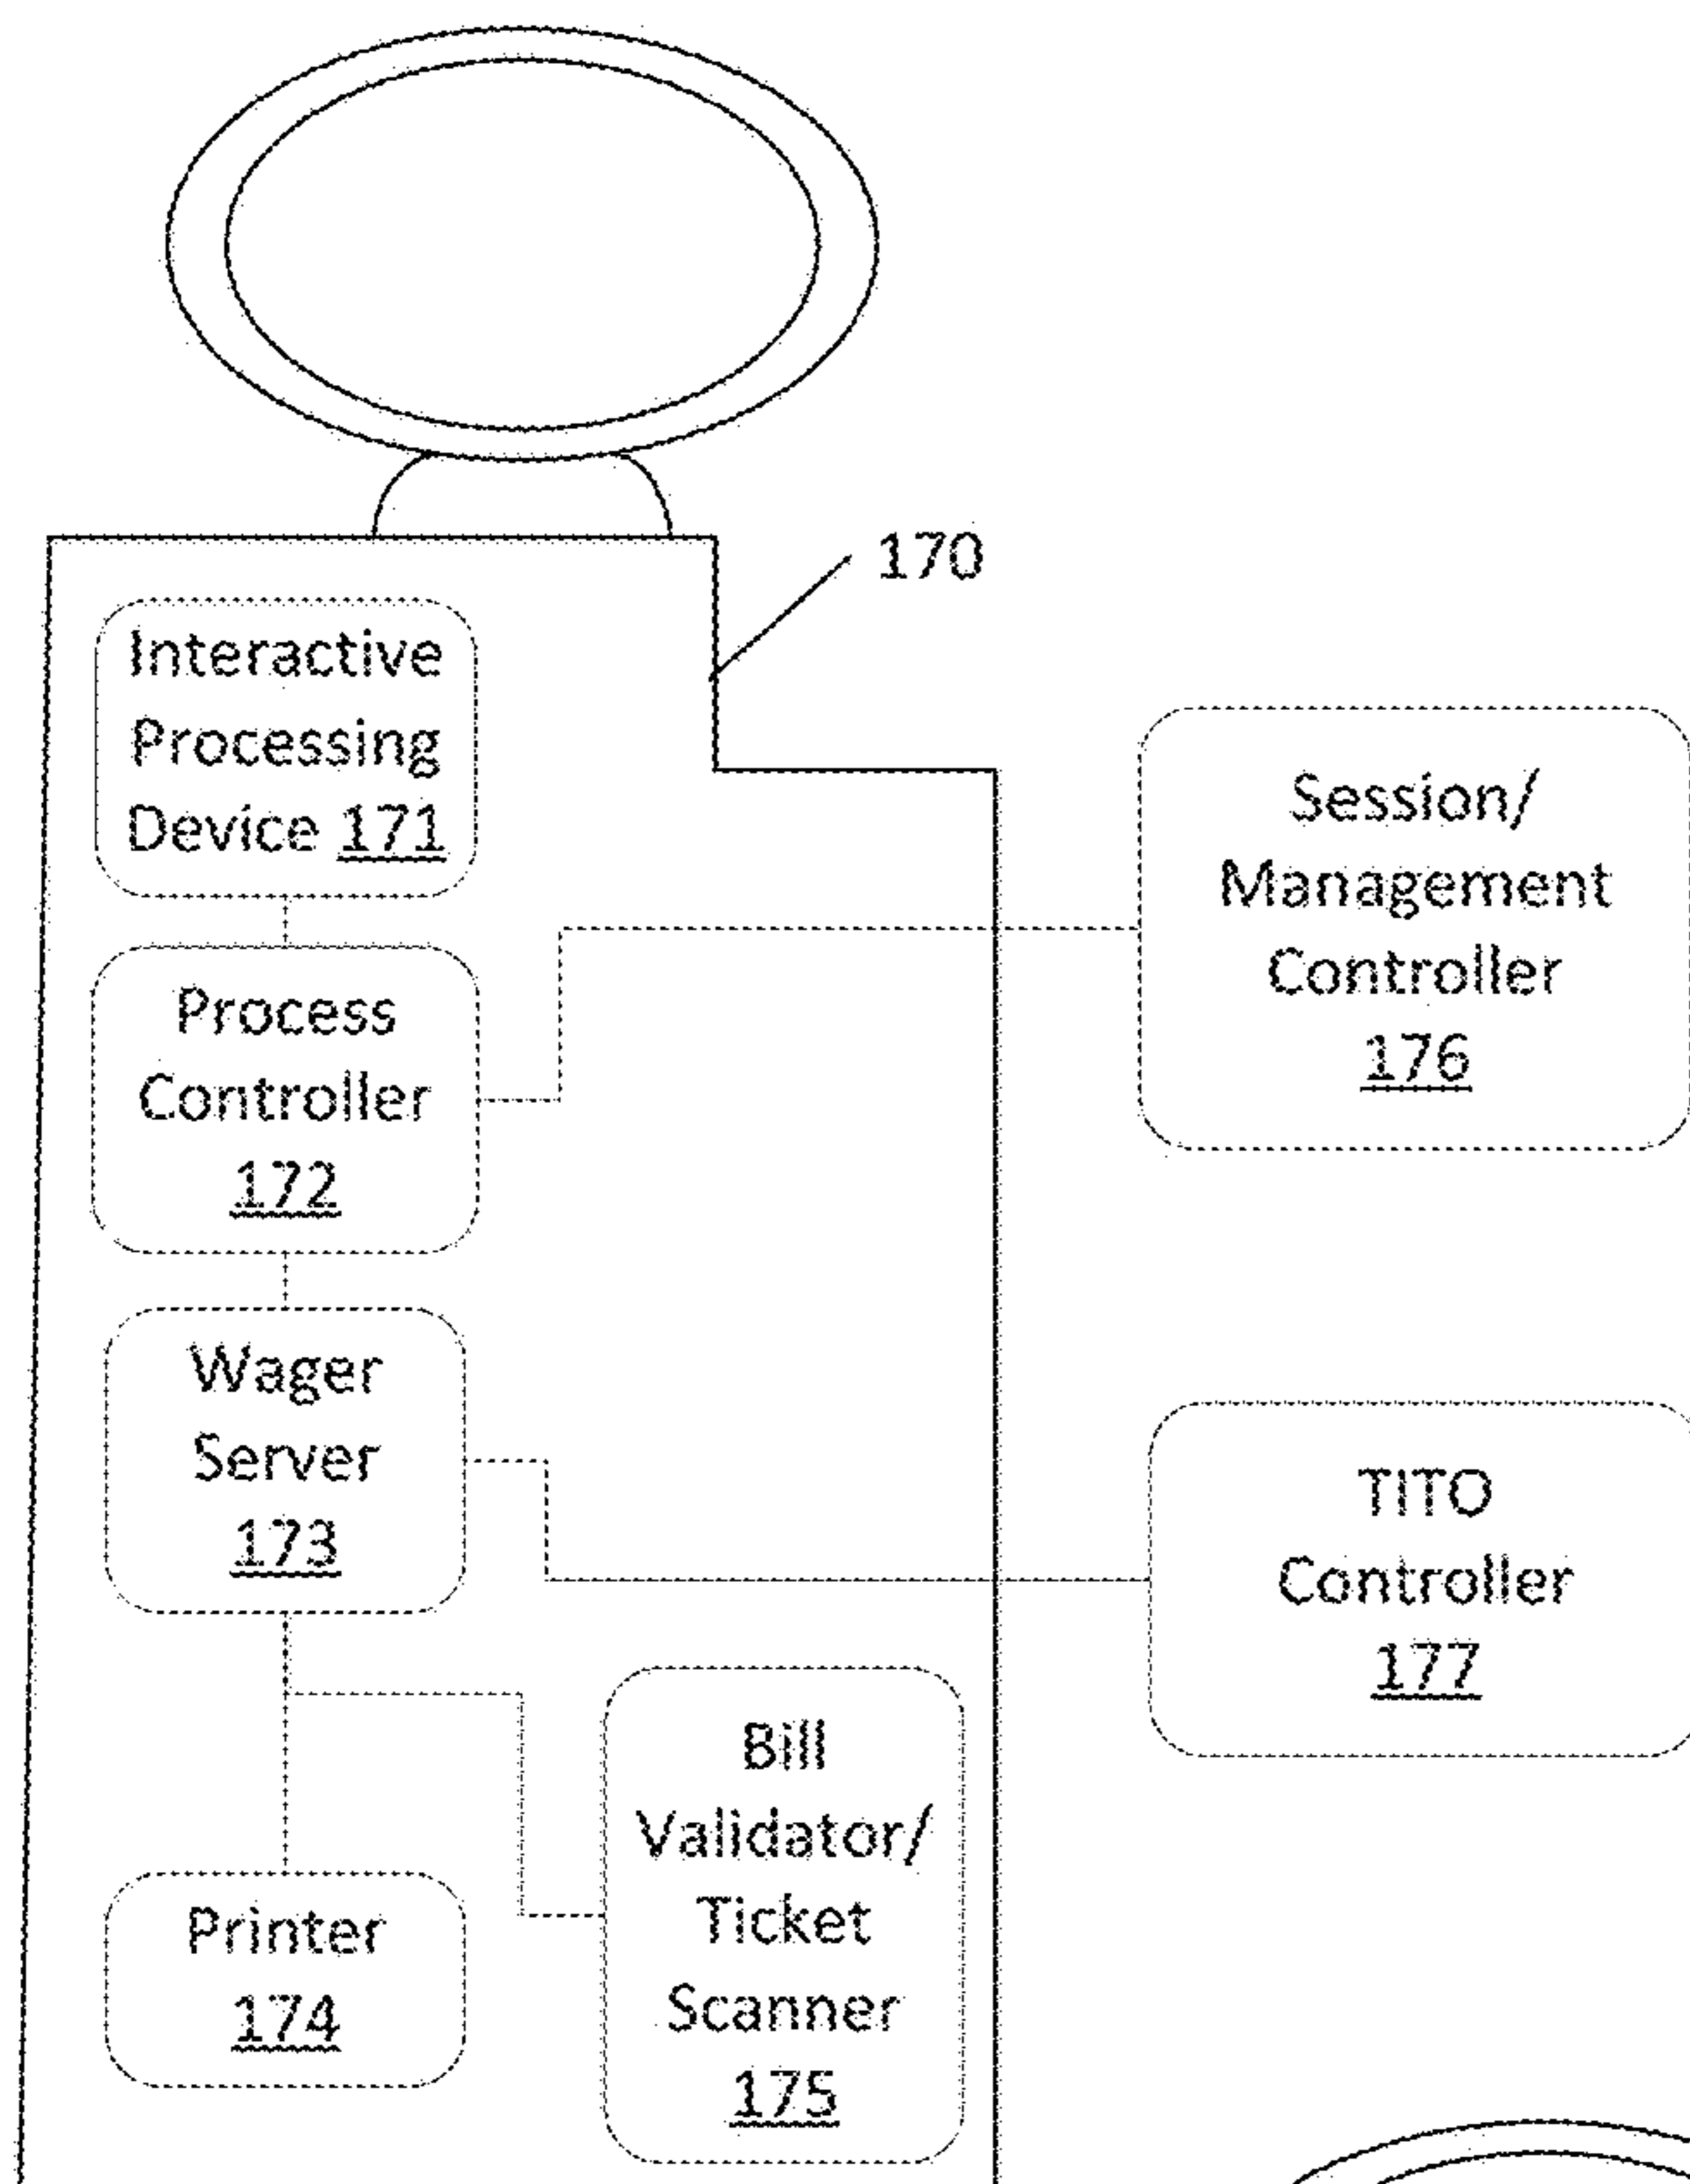 170
Interactive
Processing
Device 171
Session/
Management
Controller
176
Process
Controller
172
Wager
Server
173
TITO
Controller
177
Bill
Validator/
Ticket
Scanner
175
Printer
174